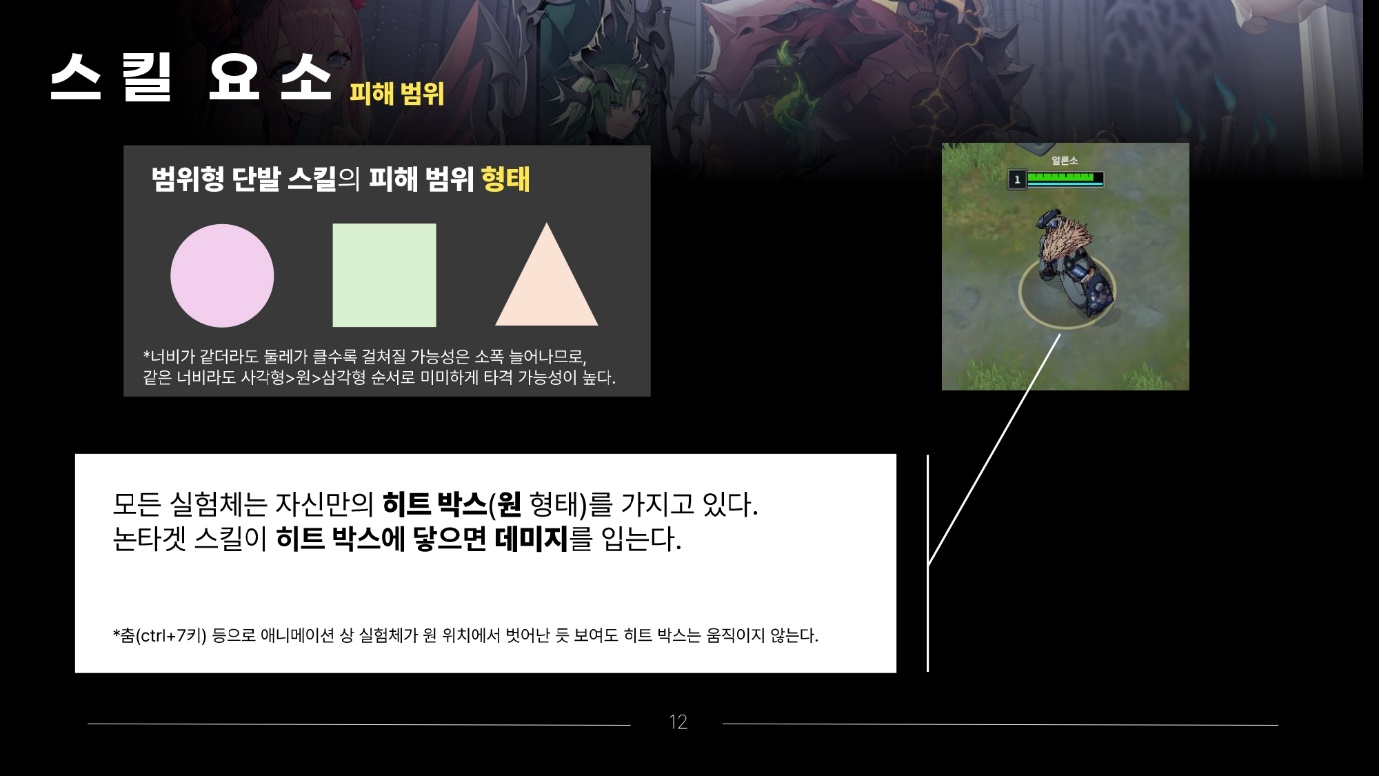 스킬 요소 피해 범위
범위형 단발 스킬의 피해 범위 형태
*너비가 같더라도 둘레가 클수록 걸쳐질 가능성은 소폭 늘어나므로,
같은 너비라도 사각형>원>삼각형 순서로 미미하게 타격 가능성이 높다.
알론소
1
모든 실험체는 자신만의 히트 박스(원 형태)를 가지고 있다.
논타겟 스킬이 히트 박스에 닿으면 데미지를 입는다.
*춤(ctrl+7키) 등으로 애니메이션 상 실험체가 원 위치에서 벗어난 듯 보여도 히트 박스는 움직이지 않는다.
12